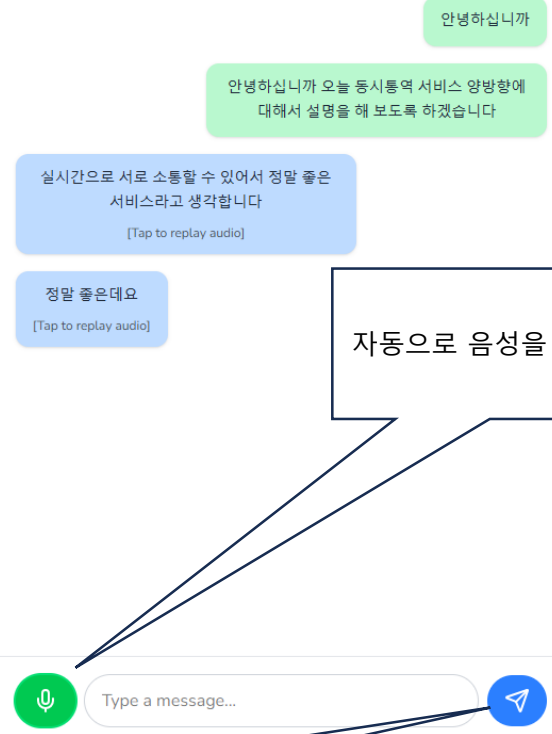 안녕하십니까
안녕하십니까 오늘 동시통역 서비스 양방향에
대해서 설명을 해 보도록 하겠습니다
실시간으로 서로 소통할 수 있어서 정말 좋은
서비스라고 생각합니다
[Tap to replay audio]
정말 좋은데요
[Tap to replay audio]
자동으로 음성을
Type a message...